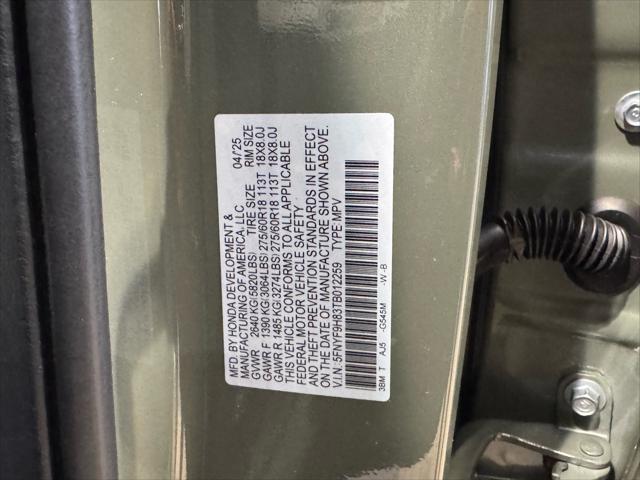 MFD. BY HONDA DEVELOPMENT &
MANUFACTURING OF AMERICA, LLC 04/25
GVWR 2640 KG(5820LBS) TIRE SIZE RIM SIZE
GAWR F 1390 KG(3064LBS) 275/60R18 113T 18X8.0J
GAWR R 1485 KG(3274LBS) 275/60R18 113T 18X8.0J
THIS VEHICLE CONFORMS TO ALL APPLICABLE
FEDERAL MOTOR VEHICLE SAFETY
AND THEFT PREVENTION STANDARDS IN EFFECT
ON THE DATE OF MANUFACTURE SHOWN ABOVE.
V.I.N. 5FNYF9H837B012259 TYPE:MPV
3BM T AJ5 -G545M -W -B